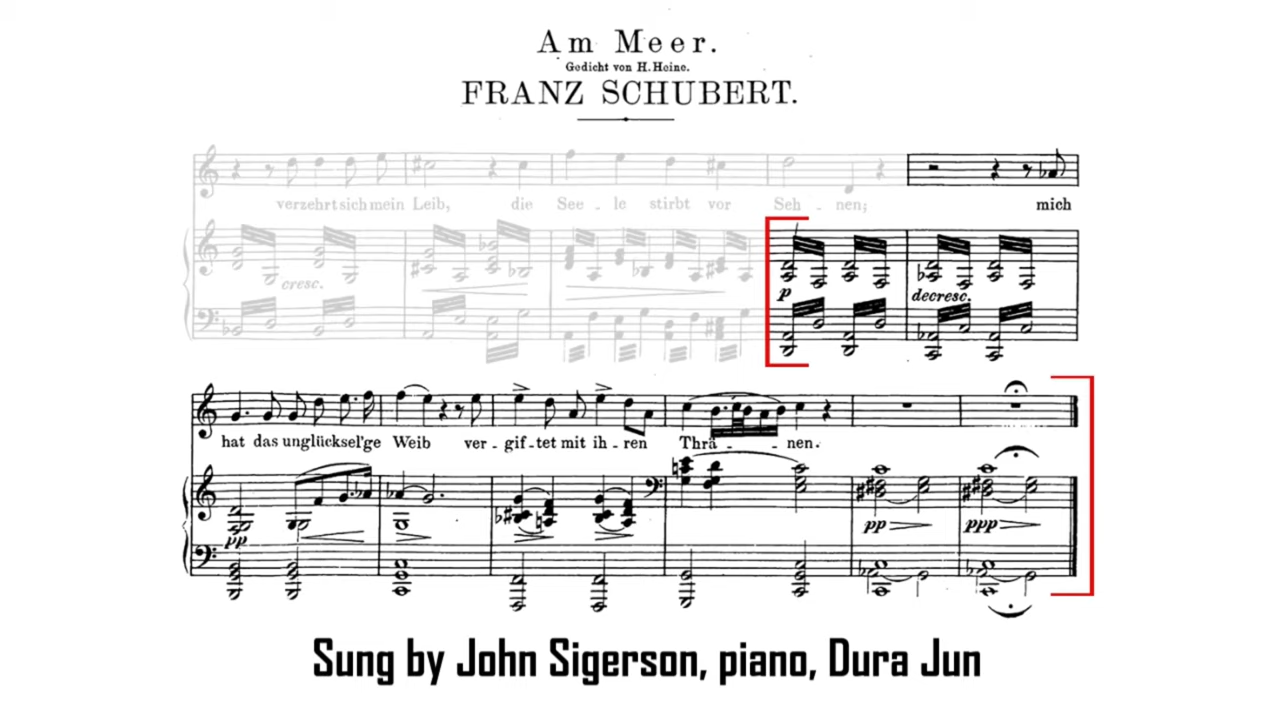 Am Meer.
Gedicht von H. Heine.
FRANZ SCHUBERT.
verzehrt sich mein Leib, die See - le stirbt vor Seh - nen; mich
cresc.
p decresc.
hat das unglücksel'ge Weib ver - gif - tet mit ih - ren Thrä - - nen.
pp pp ppp
Sung by John Sigerson, piano, Dura Jun